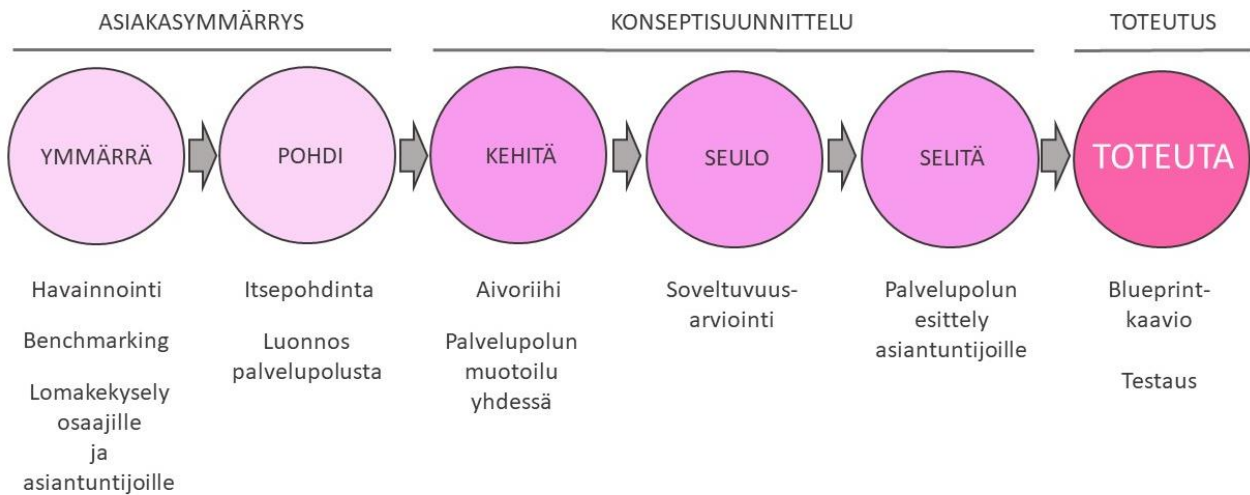 ASIAKASYMMÄRRYS
KONSEPTISUUNNITTELU
TOTEUTUS
YMMÄRRÄ
POHDI
KEHITÄ
SEULO
SELITÄ
TOTEUTA
Havainnointi
Benchmarking
Lomakekysely
osaajille
ja
asiantuntijoille
Itsepohdinta
Luonnos
palvelupolusta
Aivoriihi
Palvelupolun
muotoilu
yhdessä
Soveltuvuus-
arviointi
Palvelupolun
esittely
asiantuntijoille
Blueprint-
kaavio
Testaus